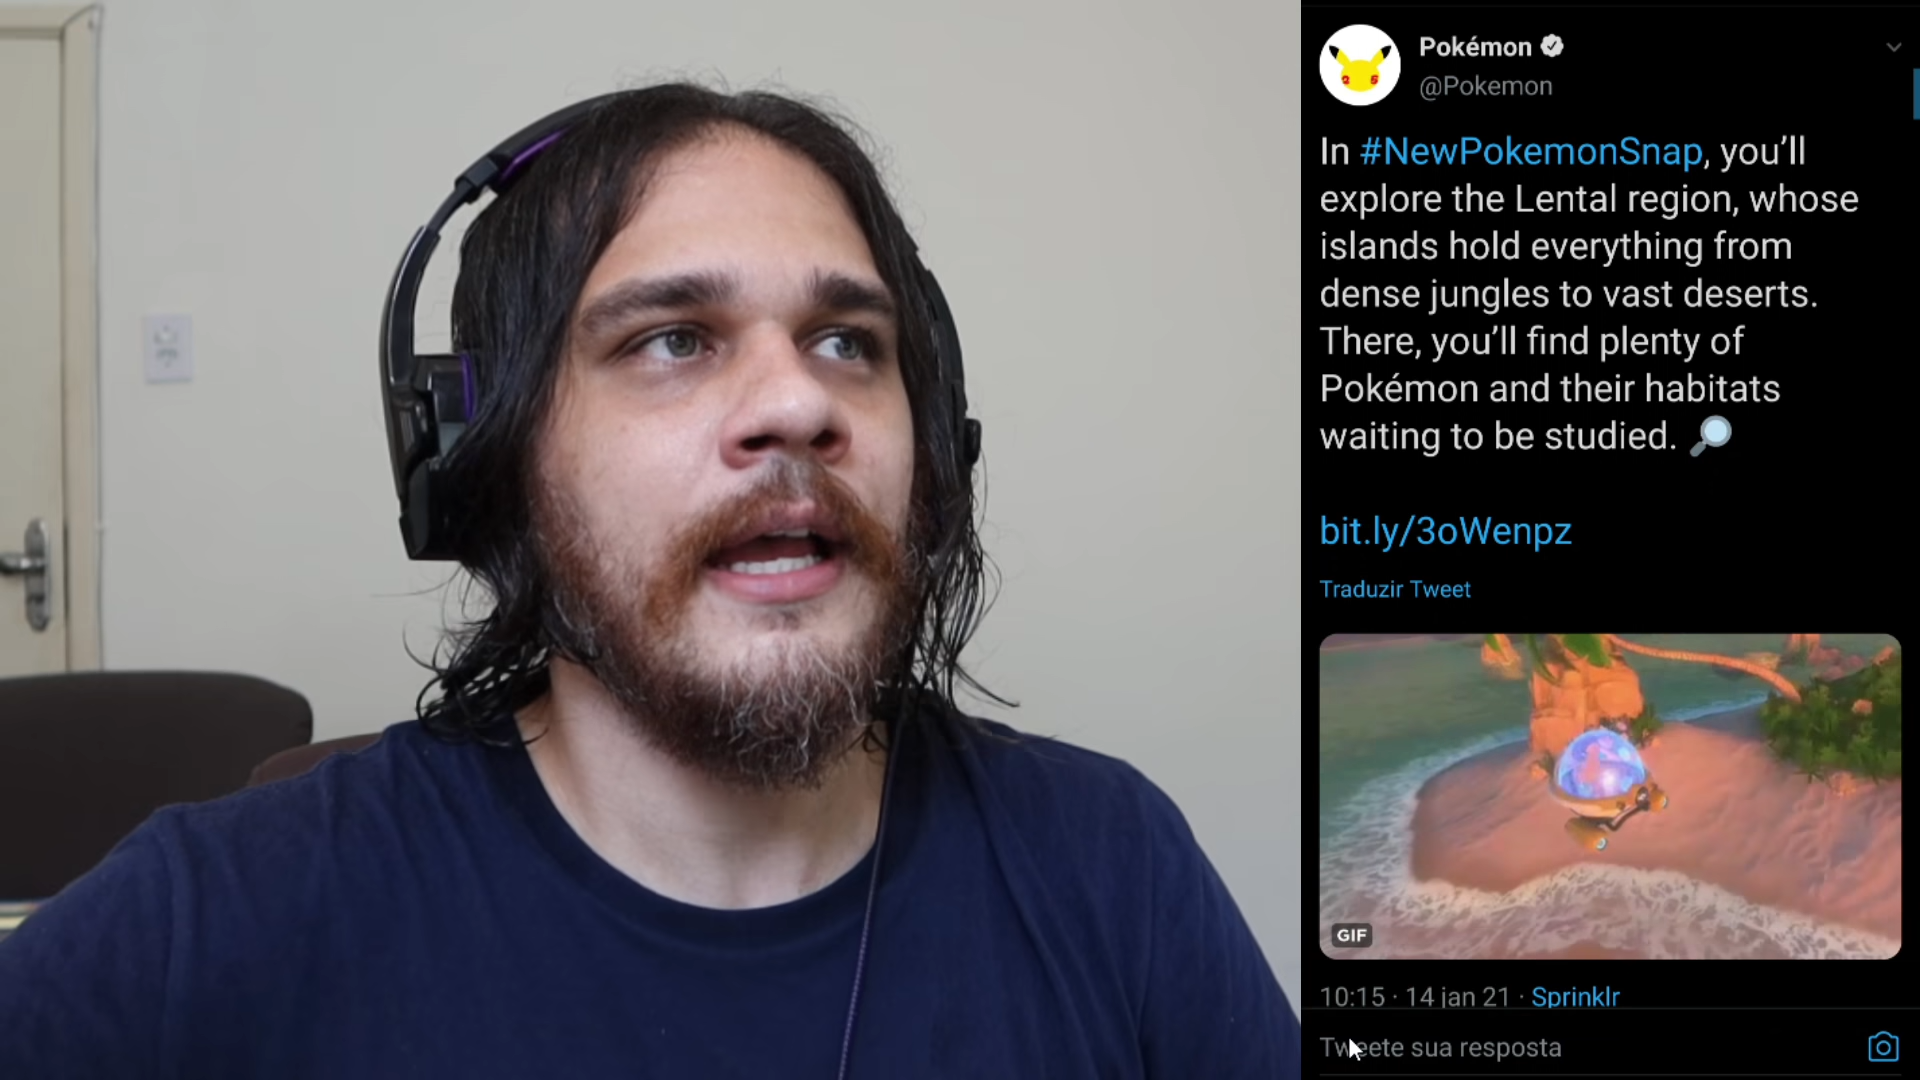 Pokémon
@Pokemon
In #NewPokemonSnap, you’ll
explore the Lental region, whose
islands hold everything from
dense jungles to vast deserts.
There, you’ll find plenty of
Pokémon and their habitats
waiting to be studied. 🔎
bit.ly/3oWenpz
Traduzir Tweet
GIF
10:15 · 14 jan 21 · Sprinklr
Tweete sua resposta